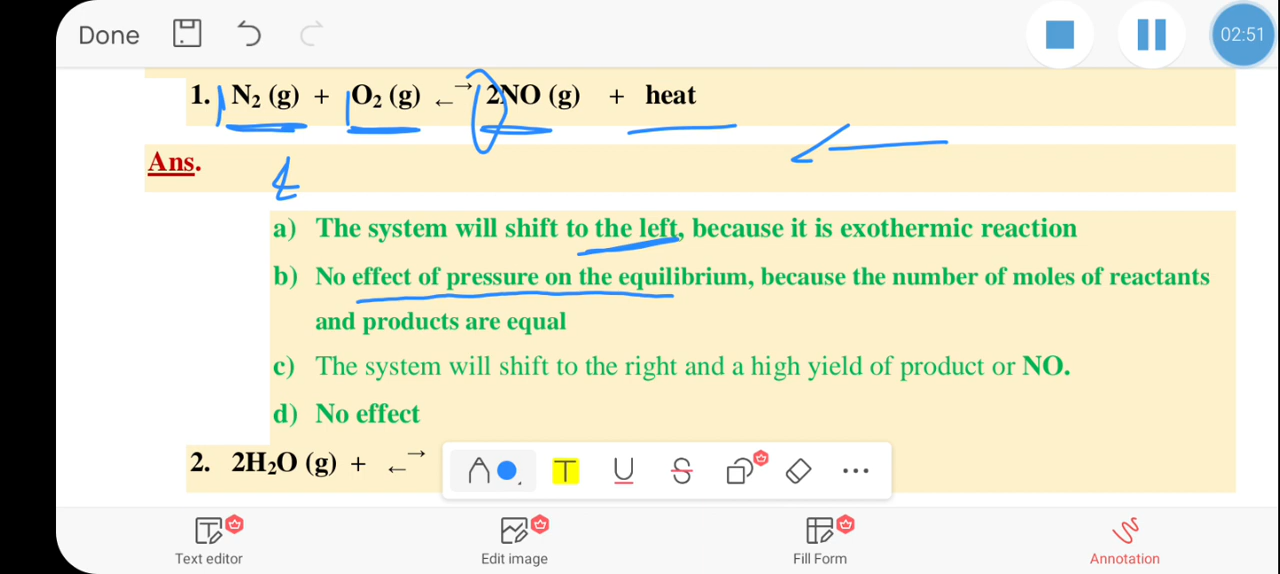 Done
02:51
1. N₂ (g) + O₂ (g) ←→ 2NO (g) + heat
Ans.
a) The system will shift to the left, because it is exothermic reaction
b) No effect of pressure on the equilibrium, because the number of moles of reactants
and products are equal
c) The system will shift to the right and a high yield of product or NO.
d) No effect
2. 2H₂O (g) + ←→
T U S
Text editor
Edit image
Fill Form
Annotation